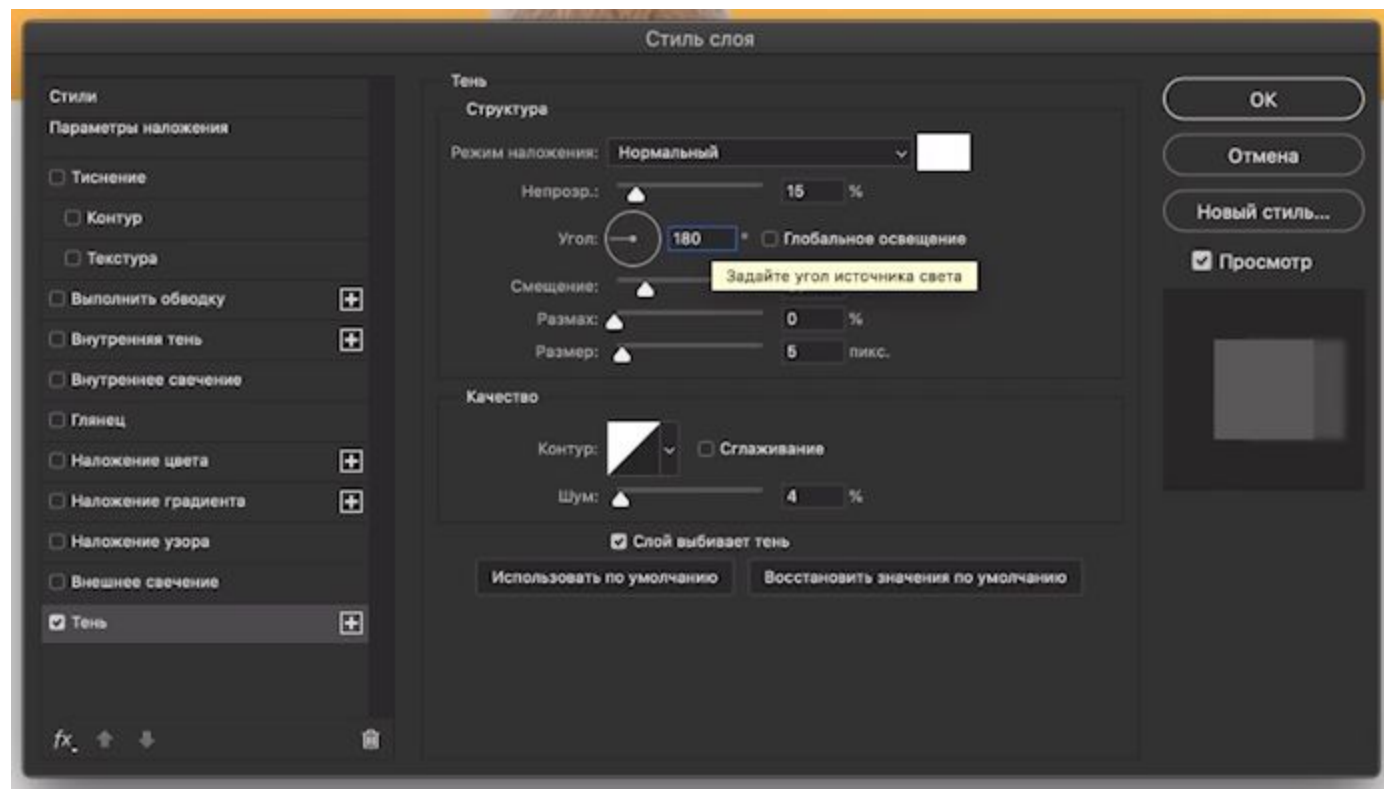 Стиль слоя
Стили
Параметры наложения
Тиснение
Контур
Текстура
Выполнить обводку
Внутренняя тень
Внутреннее свечение
Глянец
Наложение цвета
Наложение градиента
Наложение узора
Внешнее свечение
Тень
fx
Тень
Структура
Режим наложения: Нормальный
Непрозр.: 15 %
Угол: 180 ° Глобальное освещение
Задайте угол источника света
Смещение:
Размах: 0 %
Размер: 5 пикс.
Качество
Контур: Сглаживание
Шум: 4 %
Слой выбивает тень
Использовать по умолчанию Восстановить значения по умолчанию
ОК
Отмена
Новый стиль...
Просмотр